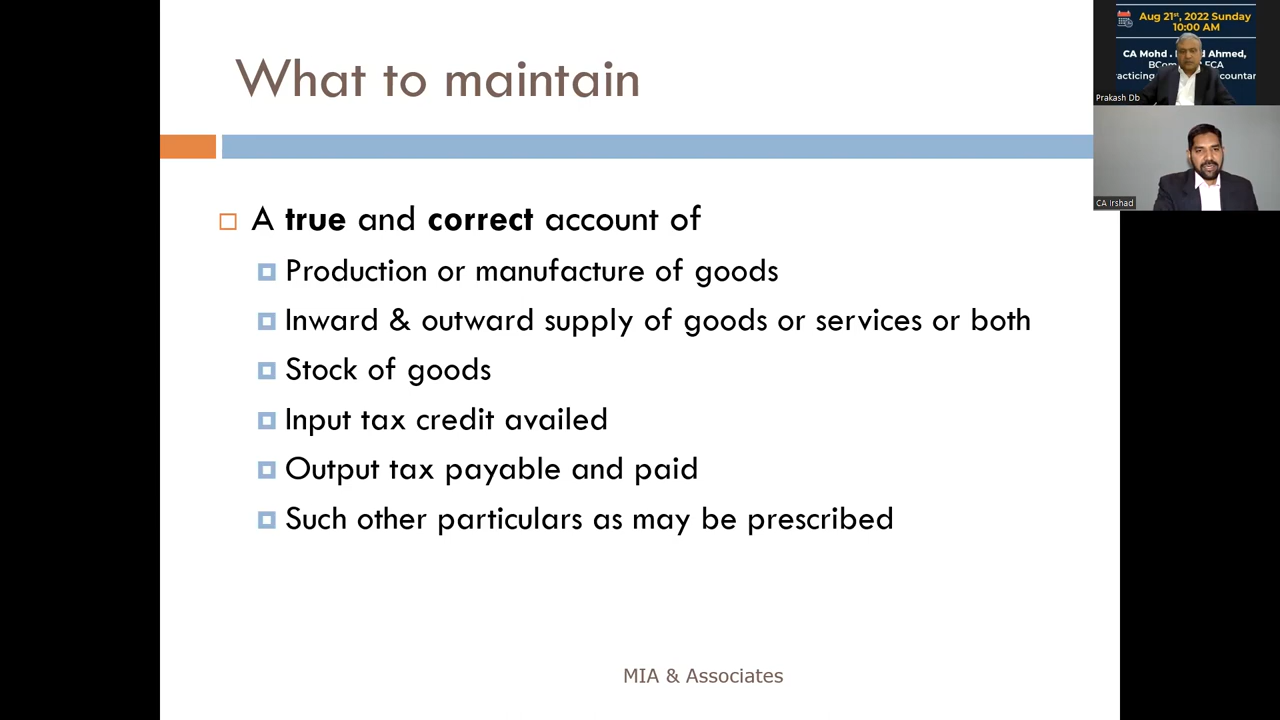 What to maintain
A true and correct account of
Production or manufacture of goods
Inward & outward supply of goods or services or both
Stock of goods
Input tax credit availed
Output tax payable and paid
Such other particulars as may be prescribed
MIA & Associates
Aug 21st, 2022 Sunday
10:00 AM
CA Mohd . Ahmed,
BCom FCA
Prakash Db
CA Irshad